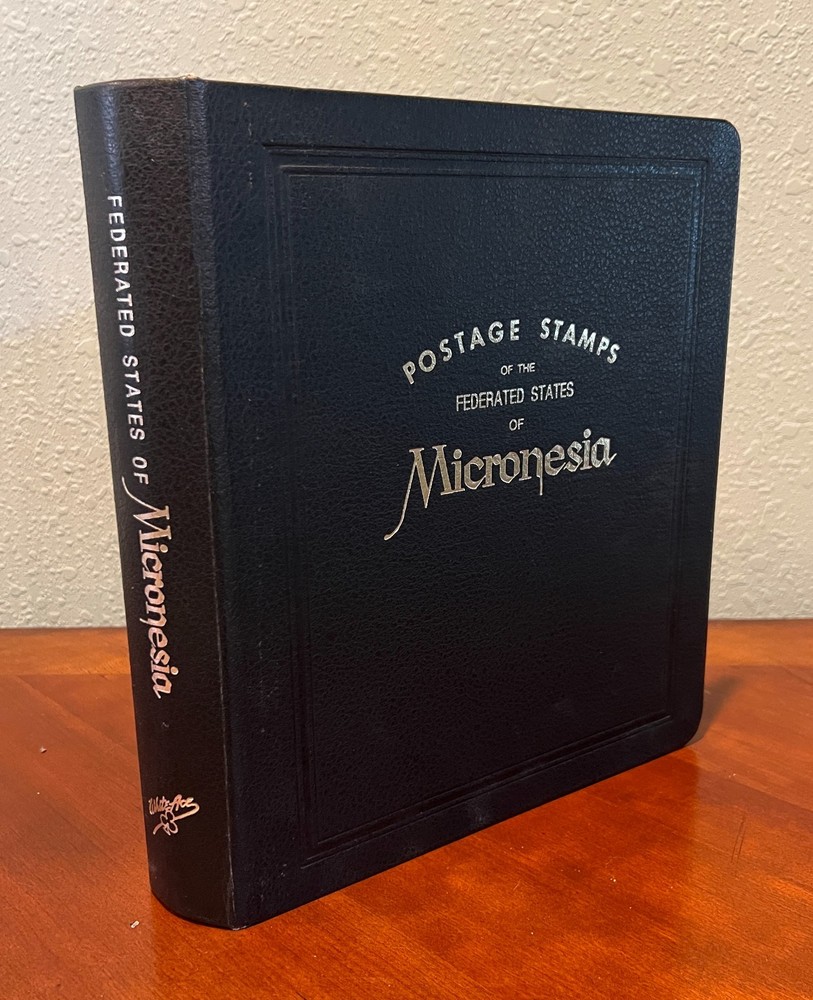 FEDERATED STATES OF Micronesia
White Ace
POSTAGE STAMPS
OF THE
FEDERATED STATES
OF
Micronesia